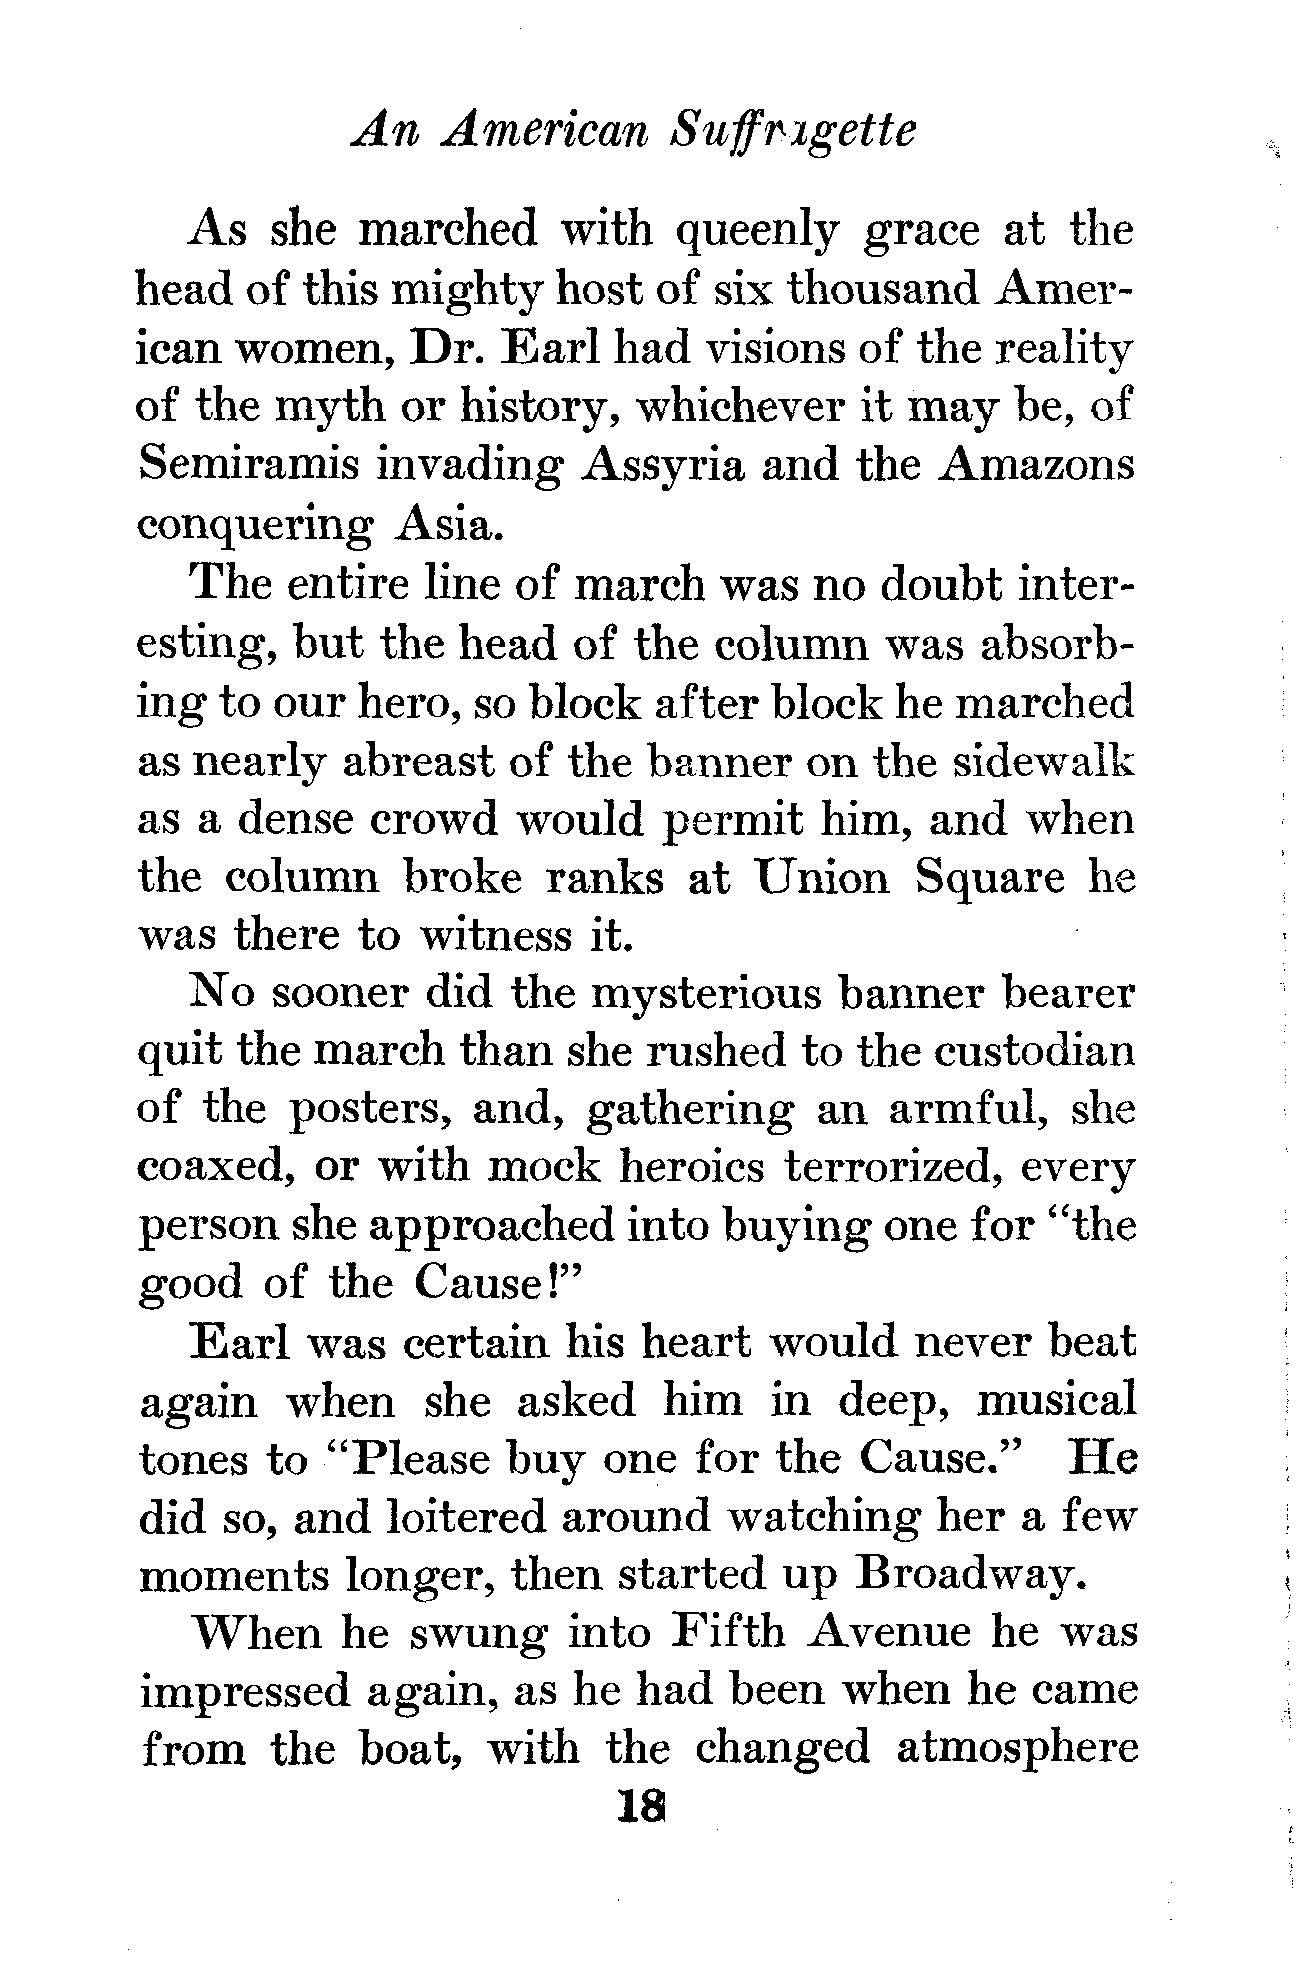 An American Suffragette
As she marched with queenly grace at the
head of this mighty host of six thousand Amer-
ican women, Dr. Earl had visions of the reality
of the myth or history, whichever it may be, of
Semiramis invading Assyria and the Amazons
conquering Asia.
The entire line of march was no doubt inter-
esting, but the head of the column was absorb-
ing to our hero, so block after block he marched
as nearly abreast of the banner on the sidewalk
as a dense crowd would permit him, and when
the column broke ranks at Union Square he
was there to witness it.
No sooner did the mysterious banner bearer
quit the march than she rushed to the custodian
of the posters, and, gathering an armful, she
coaxed, or with mock heroics terrorized, every
person she approached into buying one for “the
good of the Cause!”
Earl was certain his heart would never beat
again when she asked him in deep, musical
tones to “Please buy one for the Cause.” He
did so, and loitered around watching her a few
moments longer, then started up Broadway.
When he swung into Fifth Avenue he was
impressed again, as he had been when he came
from the boat, with the changed atmosphere
18